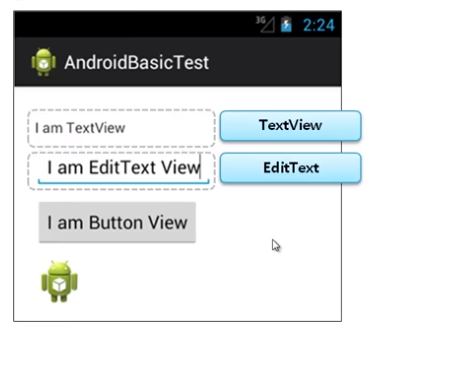 3G 2:24
AndroidBasicTest
I am TextView
TextView
I am EditText View
EditText
I am Button View